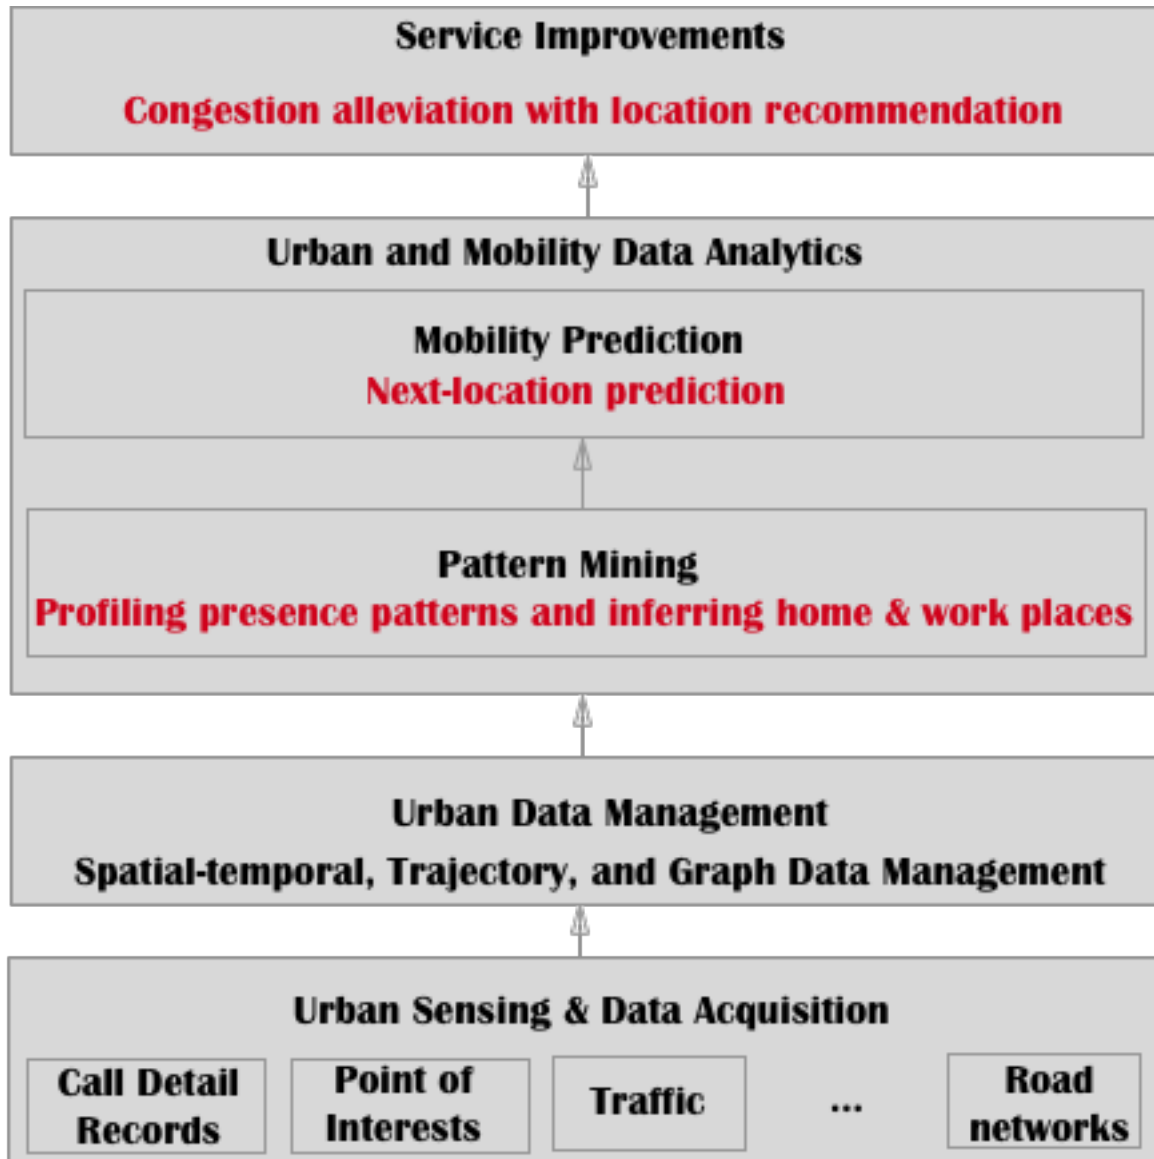 Service Improvements
Congestion alleviation with location recommendation
Urban and Mobility Data Analytics
Mobility Prediction
Next-location prediction
Pattern Mining
Profiling presence patterns and inferring home & work places
Urban Data Management
Spatial-temporal, Trajectory, and Graph Data Management
Urban Sensing & Data Acquisition
Call Detail
Records
Point of
Interests
Traffic
...
Road
networks